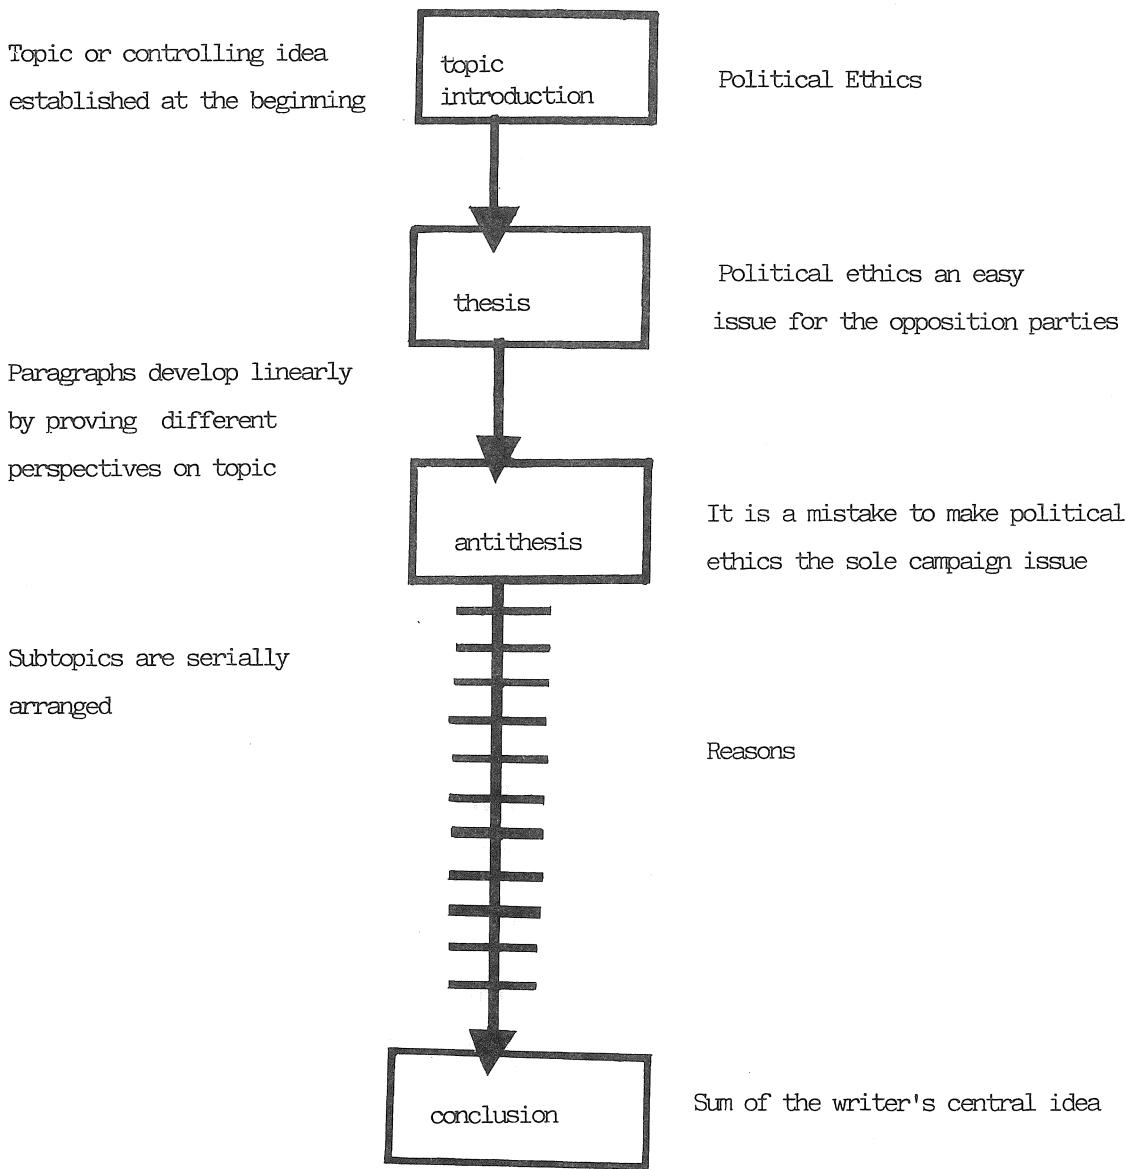 Topic or controlling idea
established at the beginning
topic
introduction
Political Ethics
thesis
Political ethics an easy
issue for the opposition parties
Paragraphs develop linearly
by proving different
perspectives on topic
antithesis
It is a mistake to make political
ethics the sole campaign issue
Subtopics are serially
arranged
Reasons
conclusion
Sum of the writer's central idea